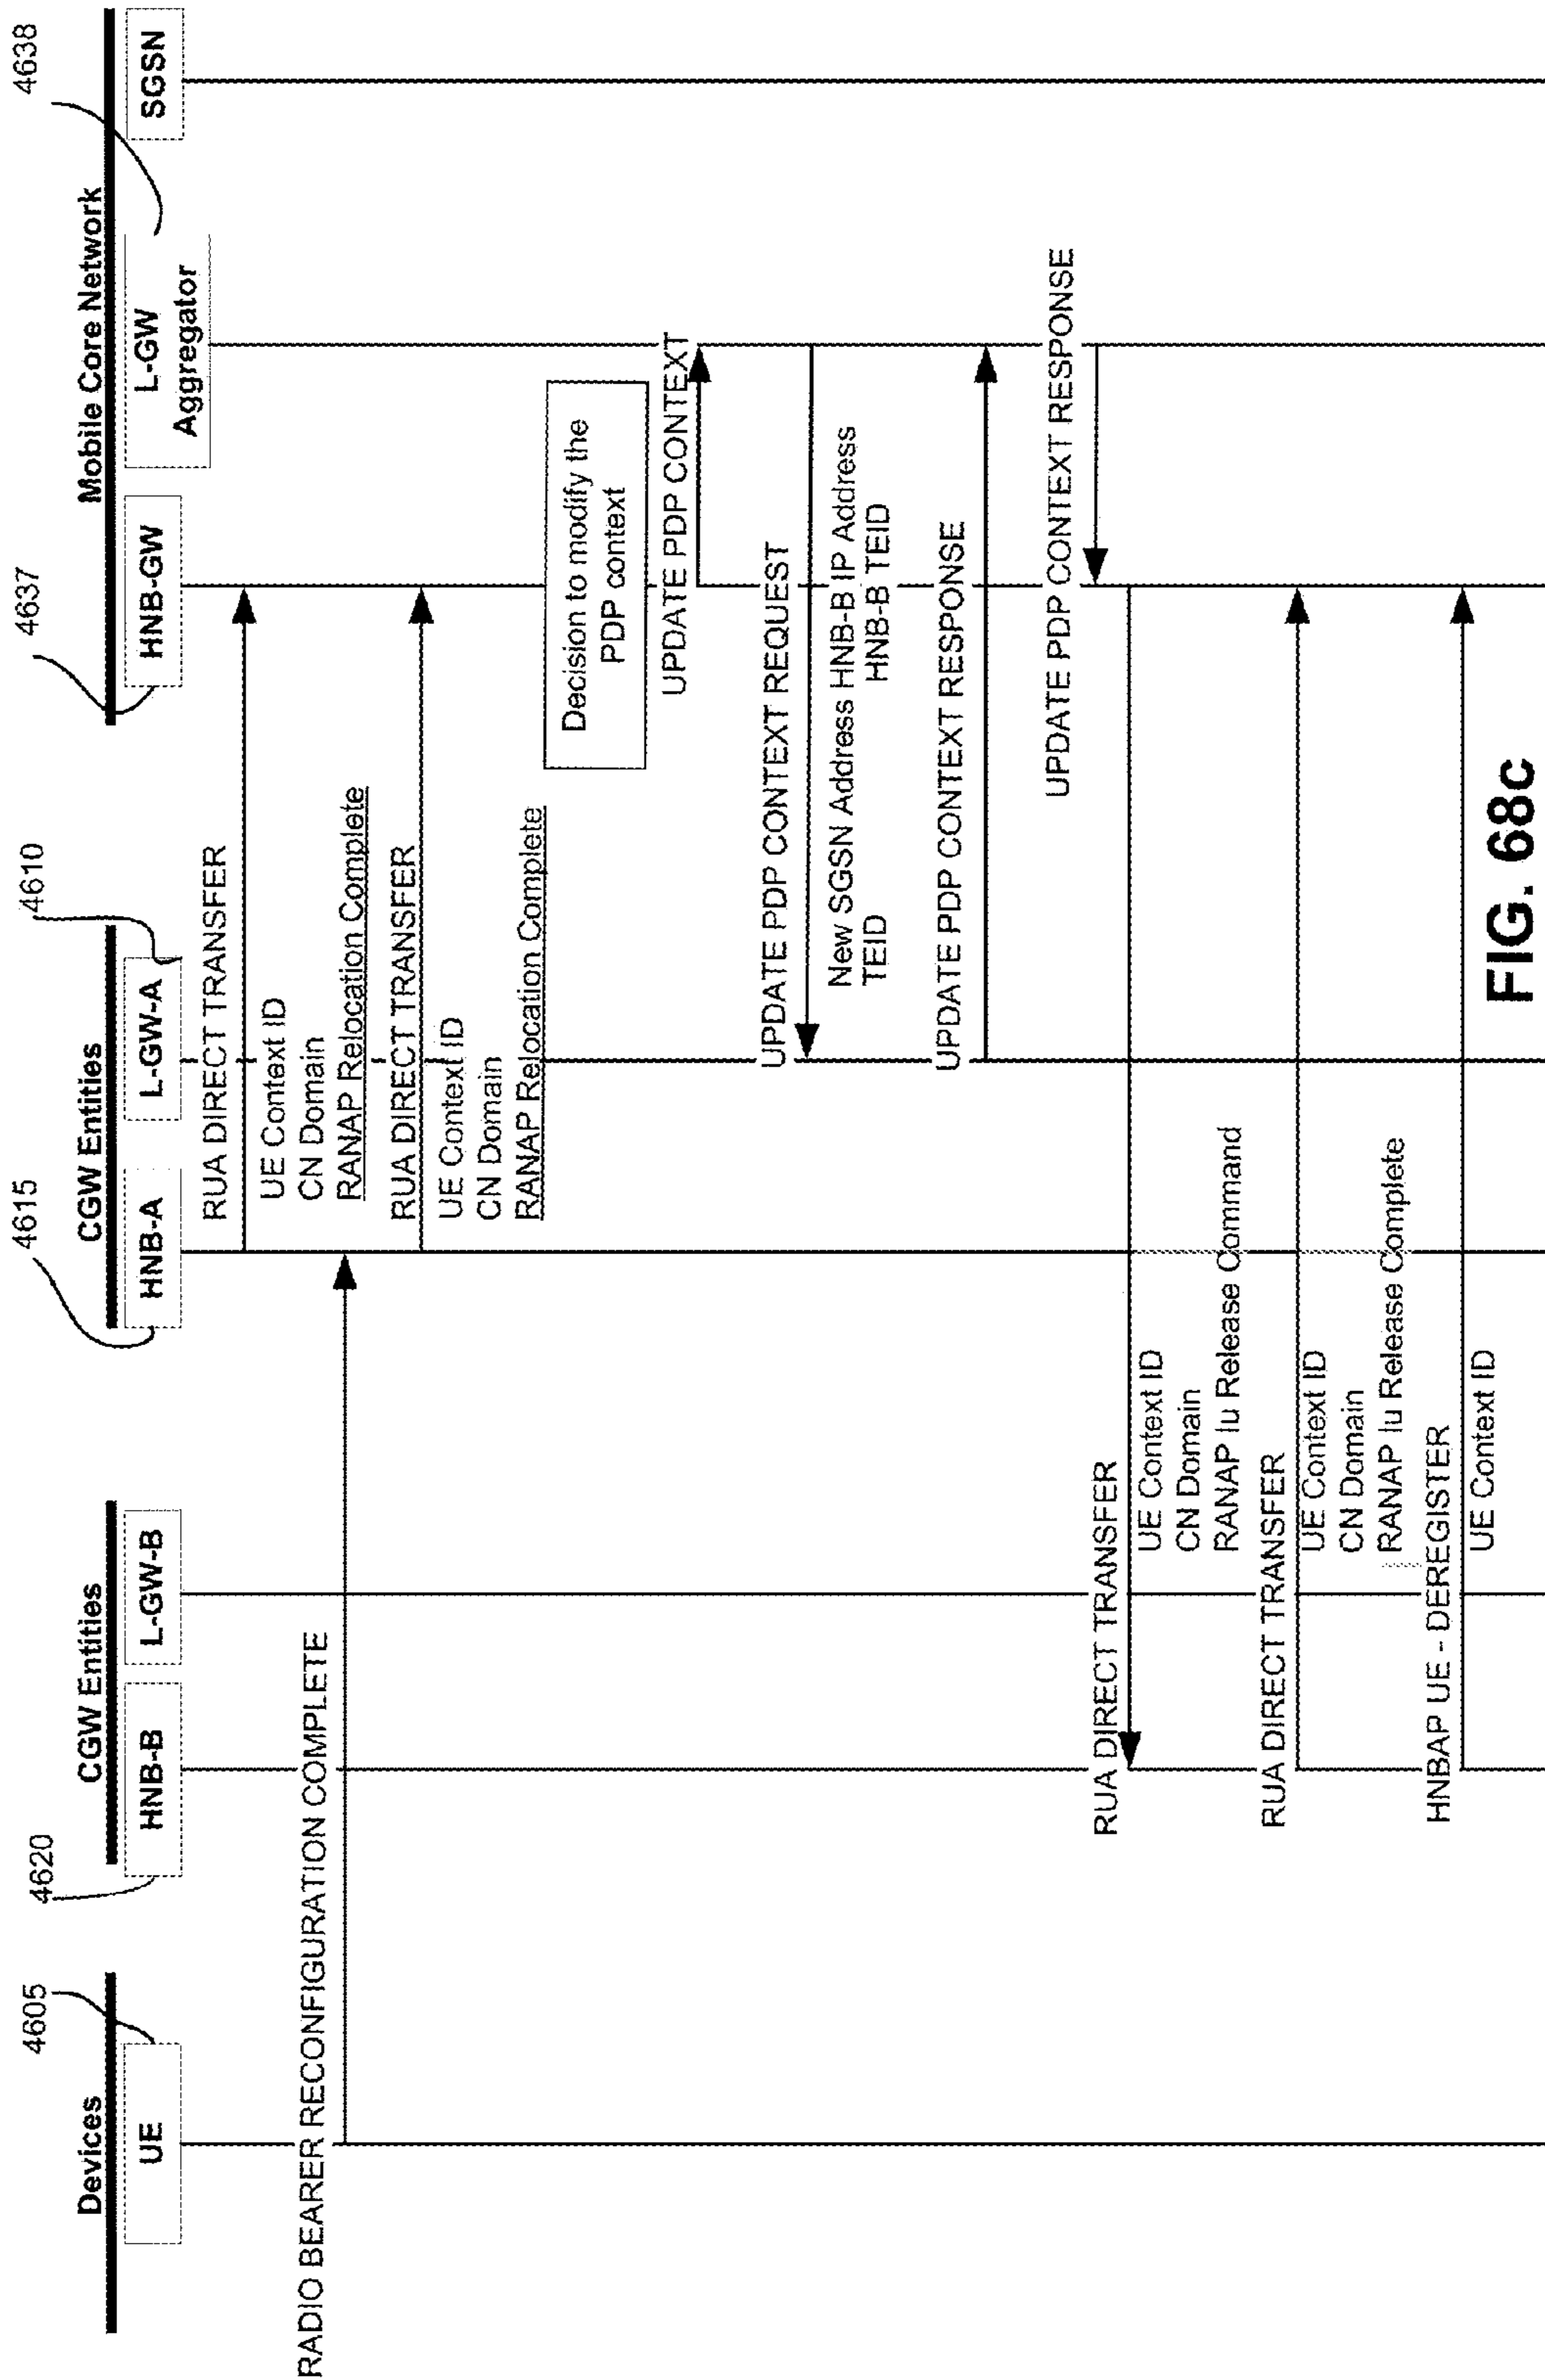 4605
4620
4615
4610
4637
4638
Devices
CGW Entities
CGW Entities
Mobile Core Network
UE
HNB-B
L-GW-B
HNB-A
L-GW-A
HNB-GW
L-GW
Aggregator
SGSN
RUA DIRECT TRANSFER
UE Context ID
CN Domain
RANAP Relocation Complete
RADIO BEARER RECONFIGURATION COMPLETE
RUA DIRECT TRANSFER
UE Context ID
CN Domain
RANAP Relocation Complete
Decision to modify the
PDP context
UPDATE PDP CONTEXT
UPDATE PDP CONTEXT REQUEST
New SGSN Address HNB-B IP Address
TEID HNB-B TEID
UPDATE PDP CONTEXT RESPONSE
UPDATE PDP CONTEXT RESPONSE
RUA DIRECT TRANSFER
UE Context ID
CN Domain
RANAP Iu Release Command
RUA DIRECT TRANSFER
UE Context ID
CN Domain
RANAP Iu Release Complete
HNBAP UE - DEREGISTER
UE Context ID
FIG. 68c